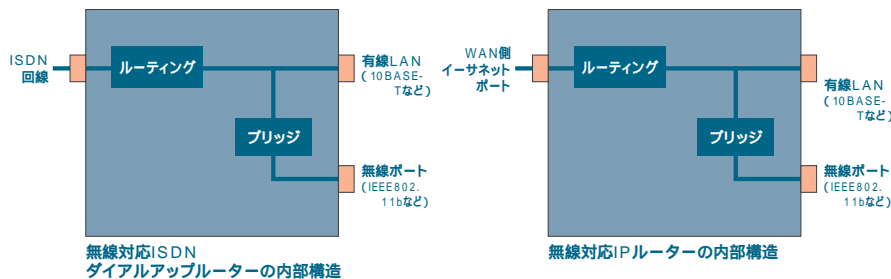 ISDN
回線
ルーティング
ブリッジ
有線LAN
(10BASE-
Tなど)
無線ポート
(IEEE802.
11bなど)
無線対応ISDN
ダイアルアップルーターの内部構造
WAN側
イーサネット
ポート
ルーティング
ブリッジ
有線LAN
(10BASE-
Tなど)
無線ポート
(IEEE802.
11bなど)
無線対応IPルーターの内部構造